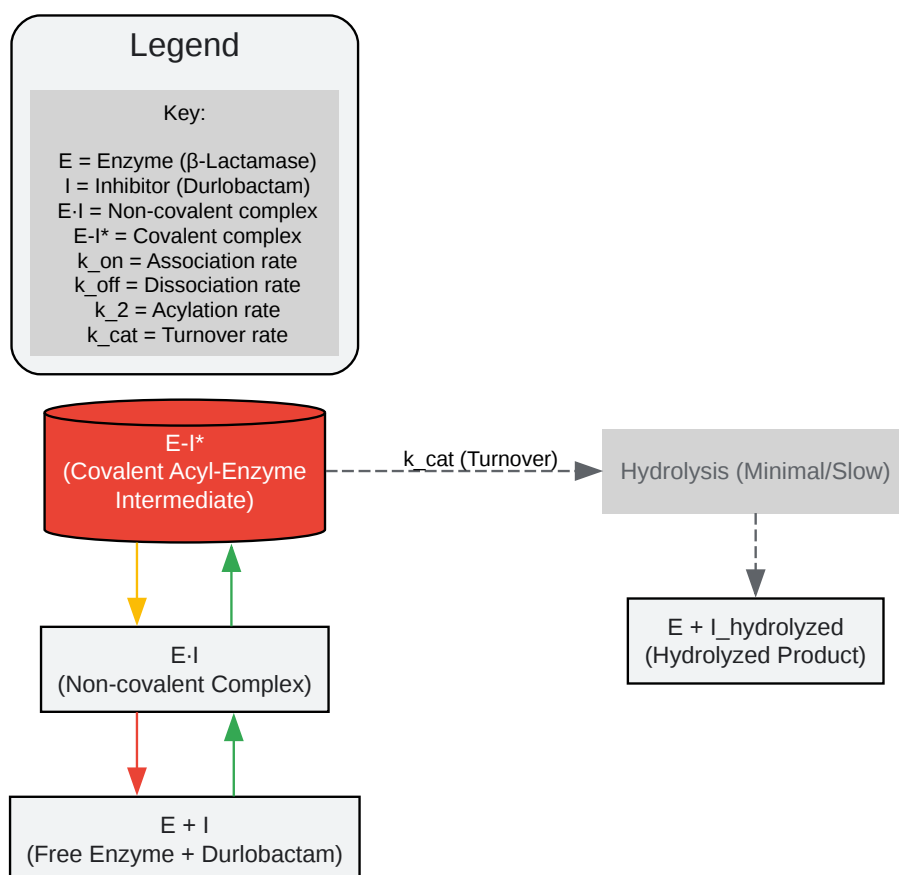 Legend
Key:
E = Enzyme (β-Lactamase)
I = Inhibitor (Durlobactam)
E·I = Non-covalent complex
E-I* = Covalent complex
k_on = Association rate
k_off = Dissociation rate
k_2 = Acylation rate
k_cat = Turnover rate
E-I*
(Covalent Acyl-Enzyme
Intermediate)
k_cat (Turnover)
Hydrolysis (Minimal/Slow)
E·I
(Non-covalent Complex)
E + I_hydrolyzed
(Hydrolyzed Product)
E + I
(Free Enzyme + Durlobactam)